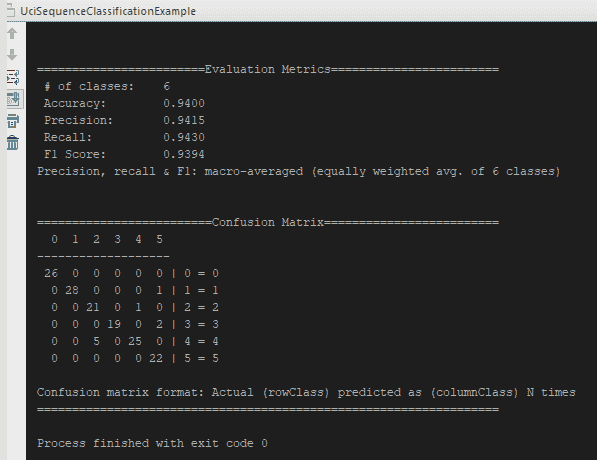 UciSequenceClassificationExample
========================Evaluation Metrics========================
# of classes:    6
Accuracy:        0.9400
Precision:       0.9415
Recall:          0.9430
F1 Score:        0.9394
Precision, recall & F1: macro-averaged (equally weighted avg. of 6 classes)
=========================Confusion Matrix=========================
  0  1  2  3  4  5
-------------------
 26  0  0  0  0  0 | 0 = 0
  0 28  0  0  0  1 | 1 = 1
  0  0 21  0  1  0 | 2 = 2
  0  0  0 19  0  2 | 3 = 3
  0  0  5  0 25  0 | 4 = 4
  0  0  0  0  0 22 | 5 = 5
Confusion matrix format: Actual (rowClass) predicted as (columnClass) N times
==================================================================
Process finished with exit code 0